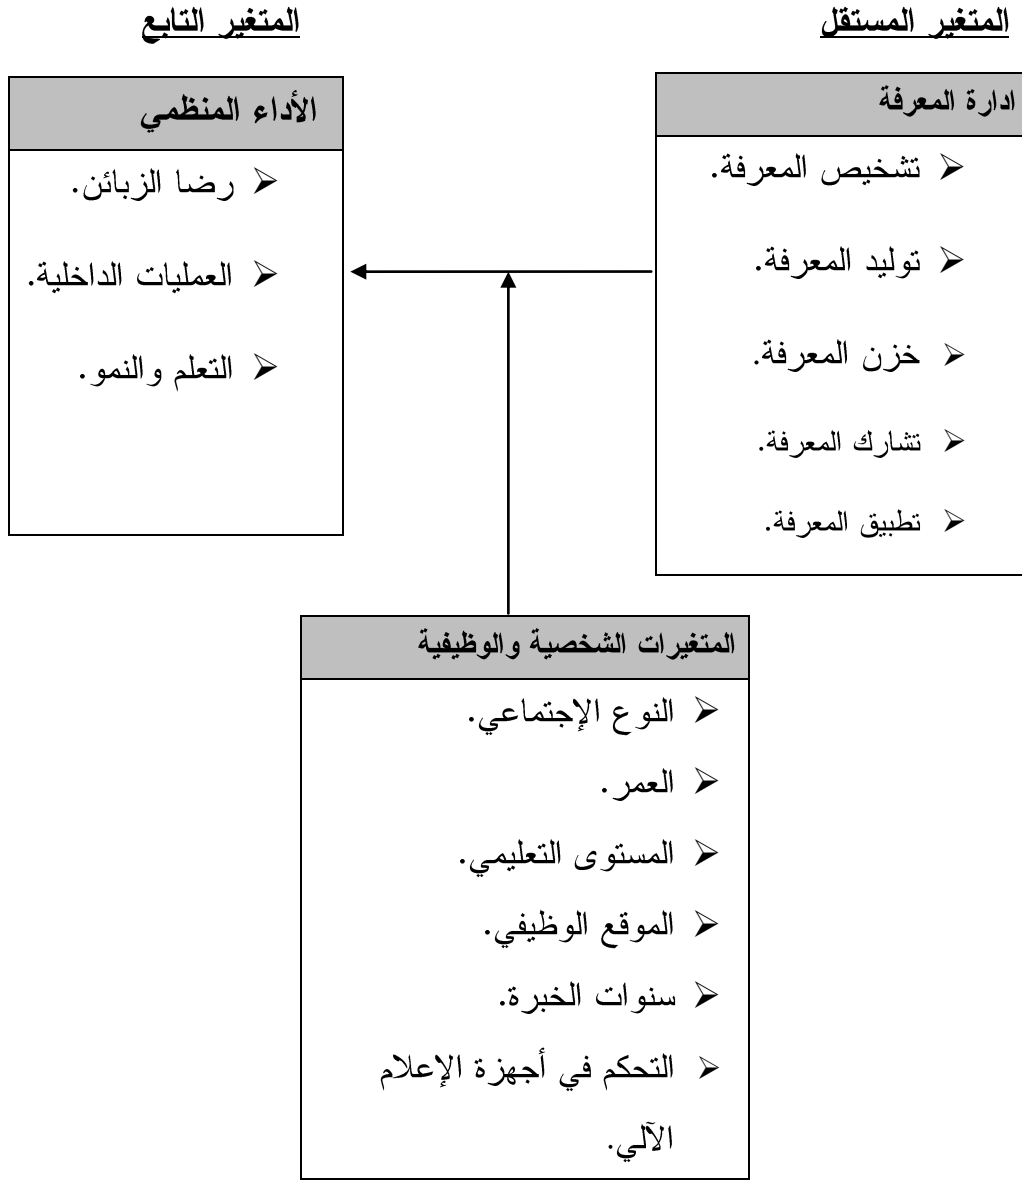 المتغير المستقل
المتغير التابع
ادارة المعرفة
تشخيص المعرفة.
توليد المعرفة.
خزن المعرفة.
تشارك المعرفة.
تطبيق المعرفة.
الأداء المنظمي
رضا الزبائن.
العمليات الداخلية.
التعلم والنمو.
المتغيرات الشخصية والوظيفية
النوع الإجتماعي.
العمر.
المستوى التعليمي.
الموقع الوظيفي.
سنوات الخبرة.
التحكم في أجهزة الإعلام
الآلي.